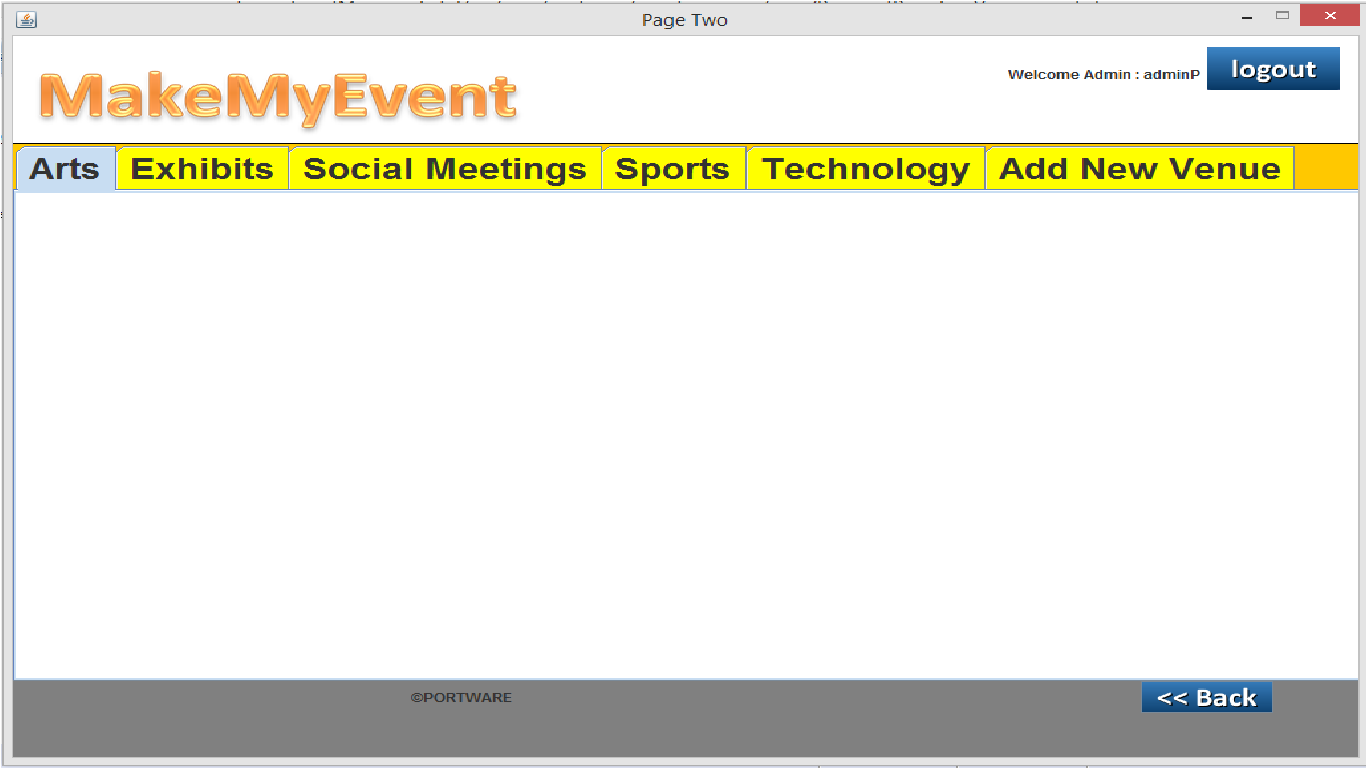 Page Two
MakeMyEvent
Welcome Admin : adminP
logout
Arts Exhibits Social Meetings Sports Technology Add New Venue
©PORTWARE
<< Back